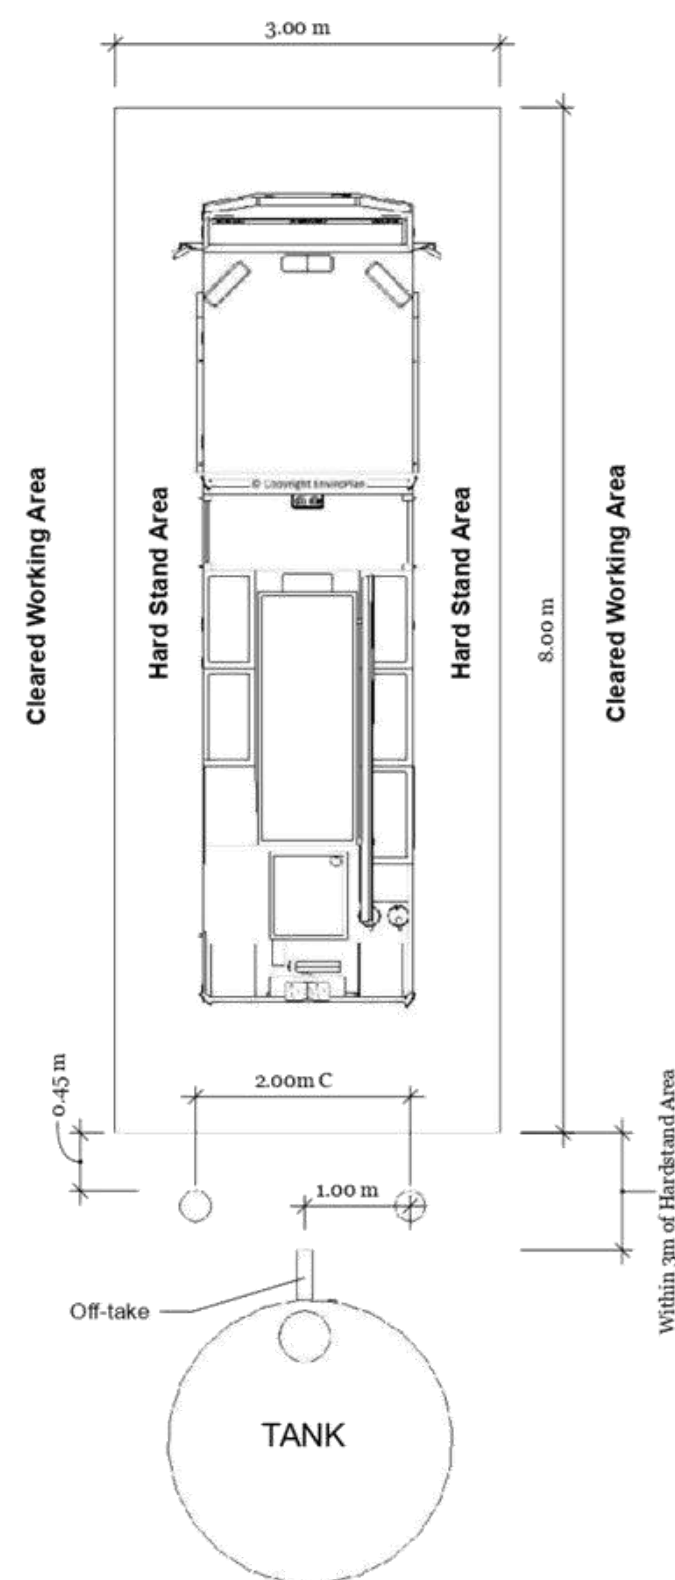 3.00 m
© Copyright EnviroPlan
Cleared Working Area
Hard Stand Area
Hard Stand Area
Cleared Working Area
8.00 m
0.45 m
2.00m C
1.00 m
Within 3m of Hardstand Area
Off-take
TANK